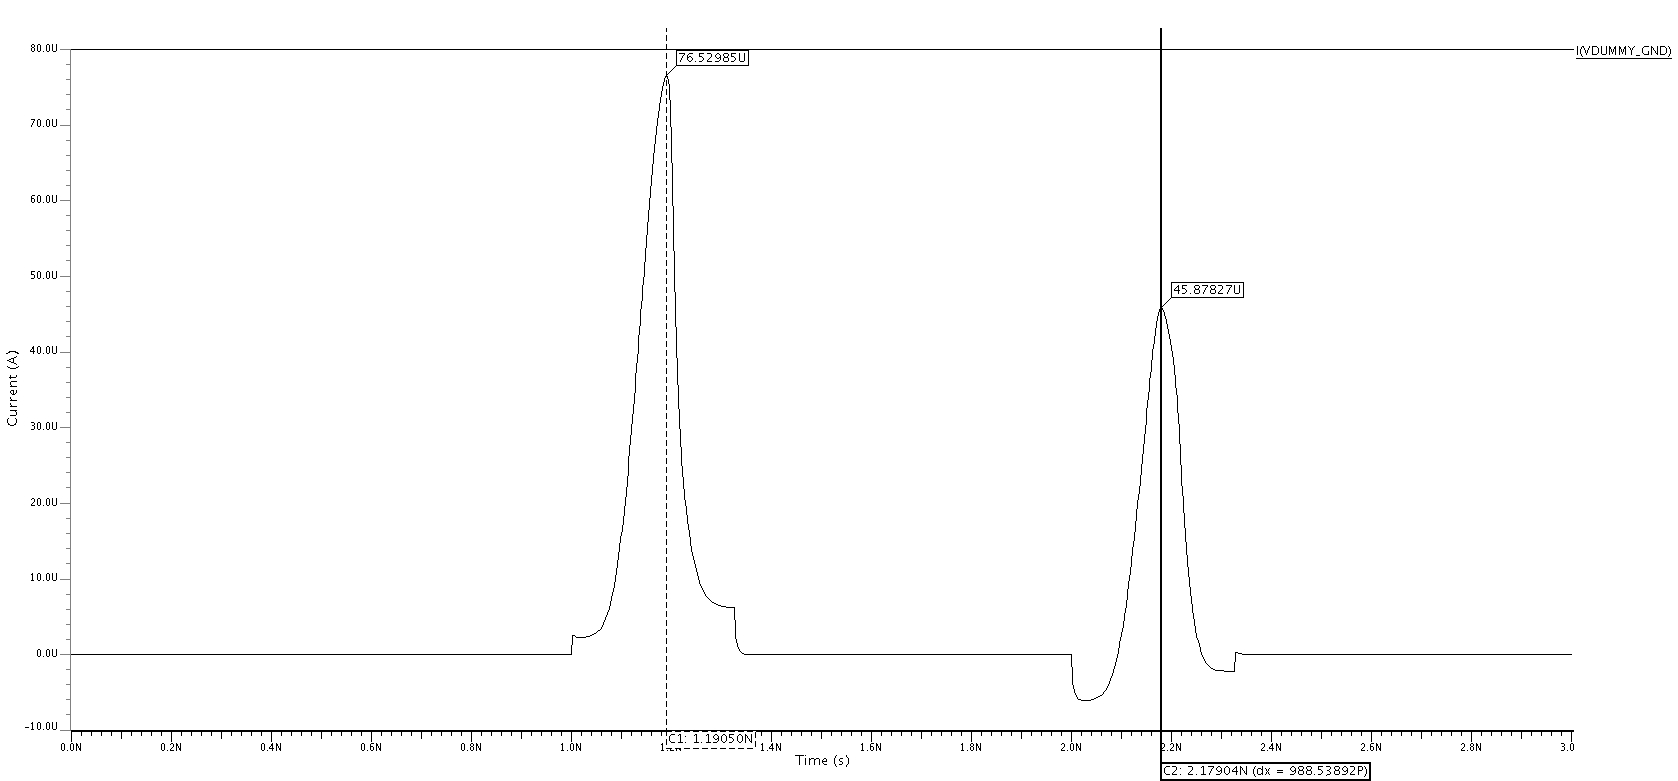 80.0U
76.52985U
I(VDUMMY_GND)
70.0U
60.0U
50.0U
45.87827U
40.0U
Current (A)
30.0U
20.0U
10.0U
0.0U
-10.0U
C1: 1.19050N
0.0N 0.2N 0.4N 0.6N 0.8N 1.0N 1.4N 1.6N 1.8N 2.0N 2.2N 2.4N 2.6N 2.8N 3.0
Time (s)
C2: 2.17904N (dx = 988.53892P)